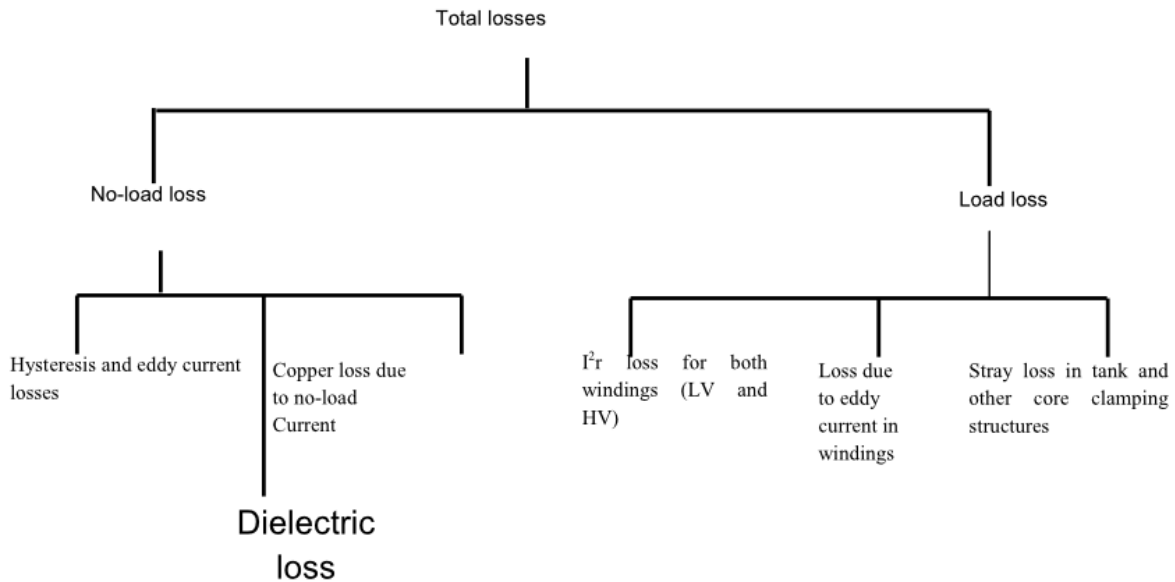 Total losses
No-load loss
Load loss
Hysteresis and eddy current
losses
Copper loss due
to no-load
Current
Dielectric
loss
I²r loss for both
windings (LV and
HV)
Loss due
to eddy
current in
windings
Stray loss in tank and
other core clamping
structures